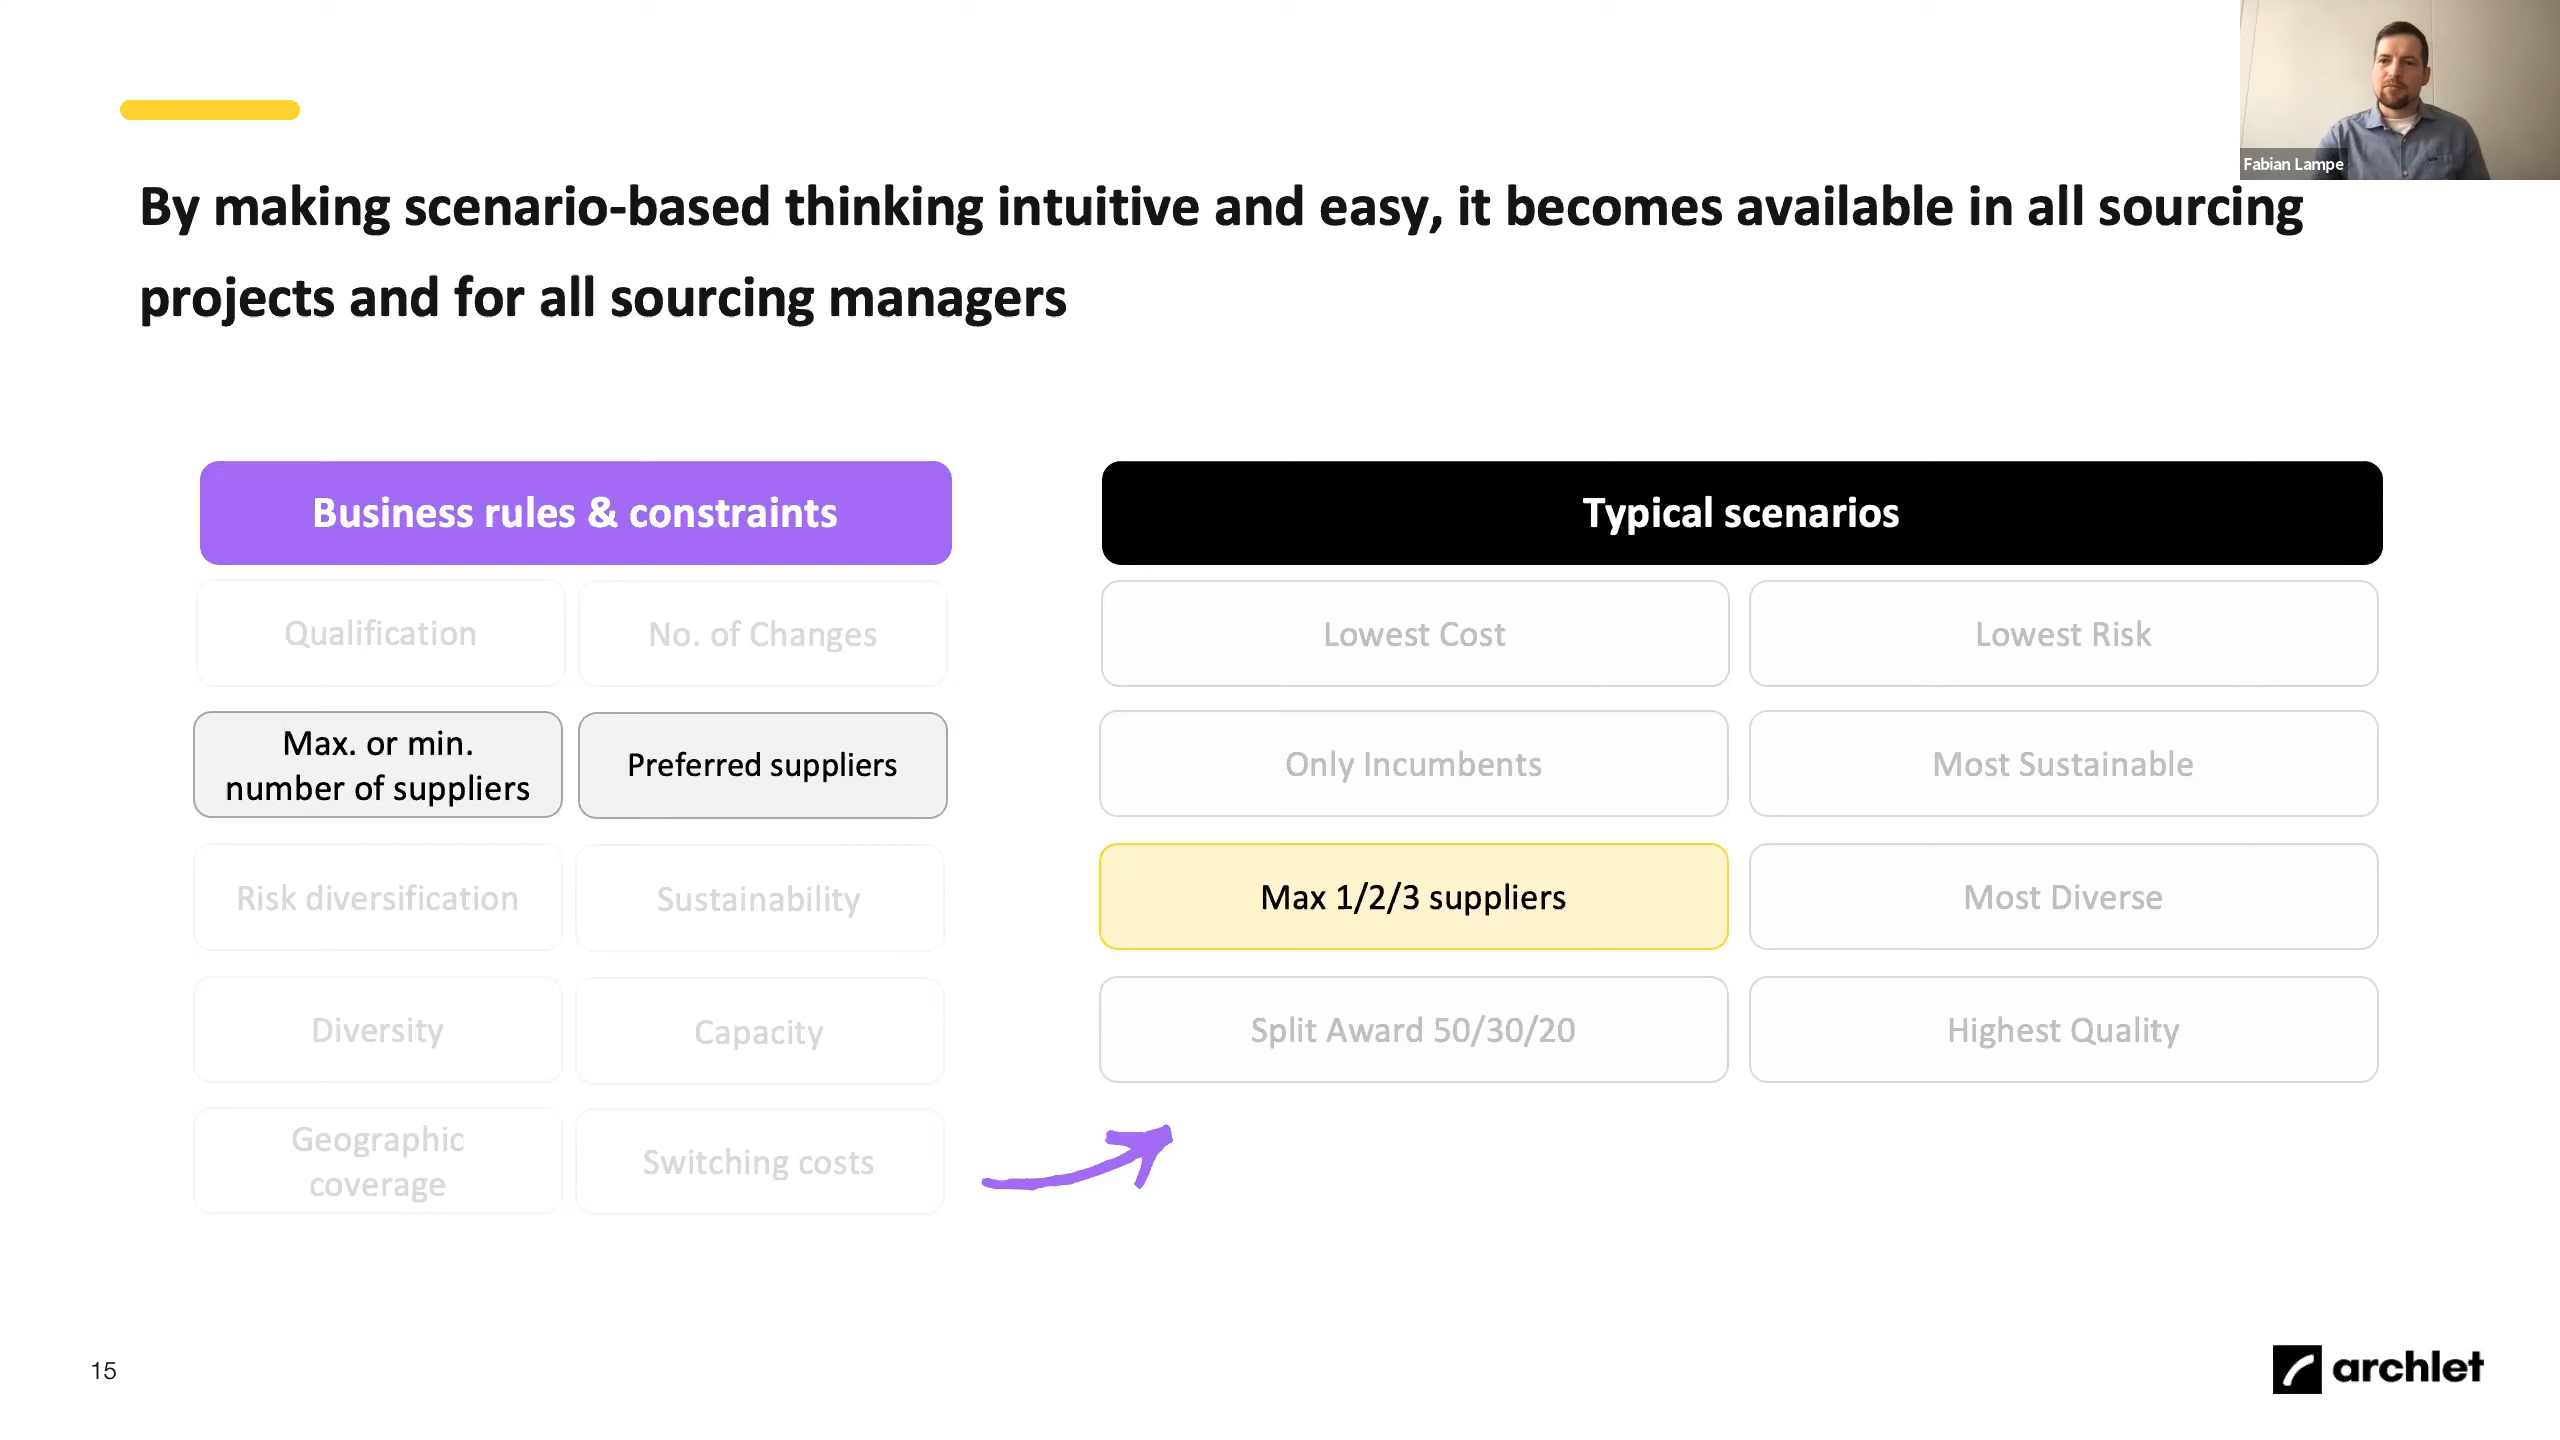 Fabian Lampe
By making scenario-based thinking intuitive and easy, it becomes available in all sourcing
projects and for all sourcing managers
Business rules & constraints
Qualification
No. of Changes
Max. or min.
number of suppliers
Preferred suppliers
Risk diversification
Sustainability
Diversity
Capacity
Geographic
coverage
Switching costs
Typical scenarios
Lowest Cost
Lowest Risk
Only Incumbents
Most Sustainable
Max 1/2/3 suppliers
Most Diverse
Split Award 50/30/20
Highest Quality
15
archlet